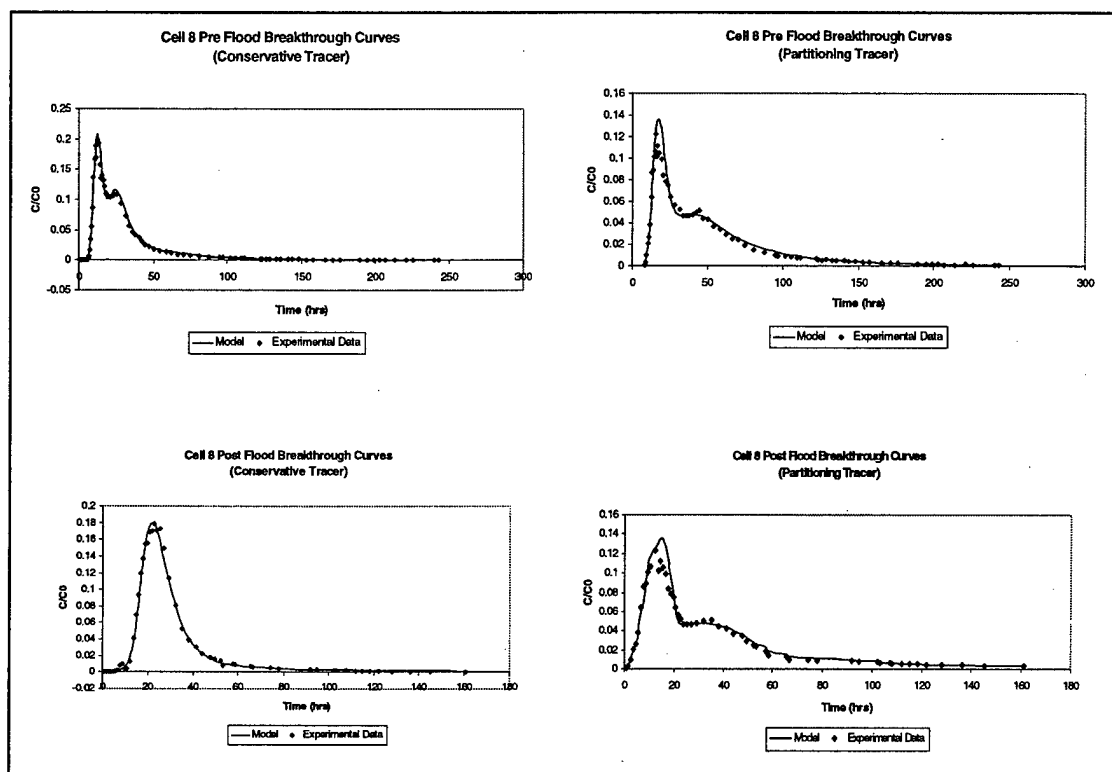 Cell 8 Pre Flood Breakthrough Curves
(Conservative Tracer)
0.25
0.2
0.15
0.1
0.05
0
-0.05
C/C0
0
50
100
150
200
250
300
Time (hrs)
Model
Experimental Data
Cell 8 Pre Flood Breakthrough Curves
(Partitioning Tracer)
0.16
0.14
0.12
0.1
0.08
0.06
0.04
0.02
0
C/C0
0
50
100
150
200
250
300
Time (hrs)
Model
Experimental Data
Cell 8 Post Flood Breakthrough Curves
(Conservative Tracer)
0.2
0.18
0.16
0.14
0.12
0.1
0.08
0.06
0.04
0.02
0
-0.02
C/C0
0
20
40
60
80
100
120
140
160
180
Time (hrs)
Model
Experimental Data
Cell 8 Post Flood Breakthrough Curves
(Partitioning Tracer)
0.16
0.14
0.12
0.1
0.08
0.06
0.04
0.02
0
C/C0
0
20
40
60
80
100
120
140
160
180
Time (hrs)
Model
Experimental Data